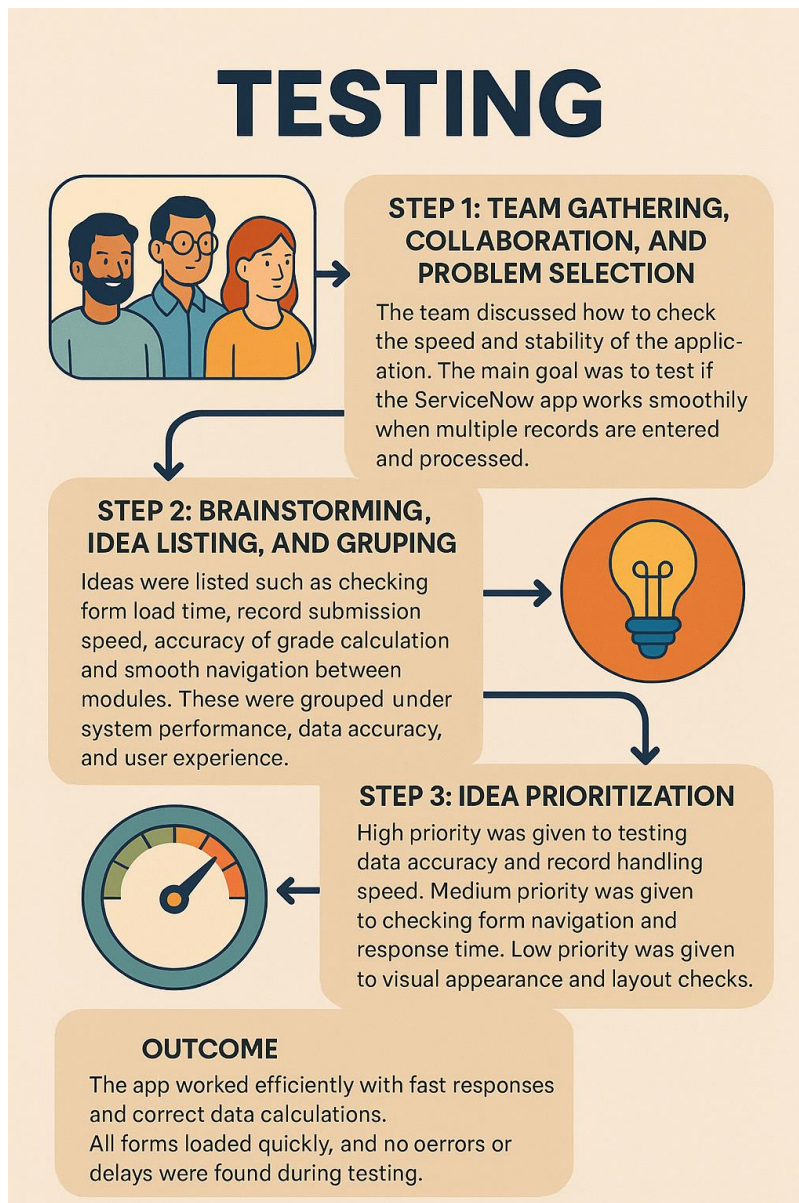 TESTING
STEP 1: TEAM GATHERING,
COLLABORATION, AND
PROBLEM SELECTION
The team discussed how to check
the speed and stability of the applic-
ation. The main goal was to test if
the ServiceNow app works smoothily
when multiple records are entered
and processed.
STEP 2: BRAINSTORMING,
IDEA LISTING, AND GRUPING
Ideas were listed such as checking
form load time, record submission
speed, accuracy of grade calculation
and smooth navigation between
modules. These were grouped under
system performance, data accuracy,
and user experience.
STEP 3: IDEA PRIORITIZATION
High priority was given to testing
data accuracy and record handling
speed. Medium priority was given
to checking form navigation and
response time. Low priority was given
to visual appearance and layout checks.
OUTCOME
The app worked efficiently with fast responses
and correct data calculations.
All forms loaded quickly, and no oerrors or
delays were found during testing.